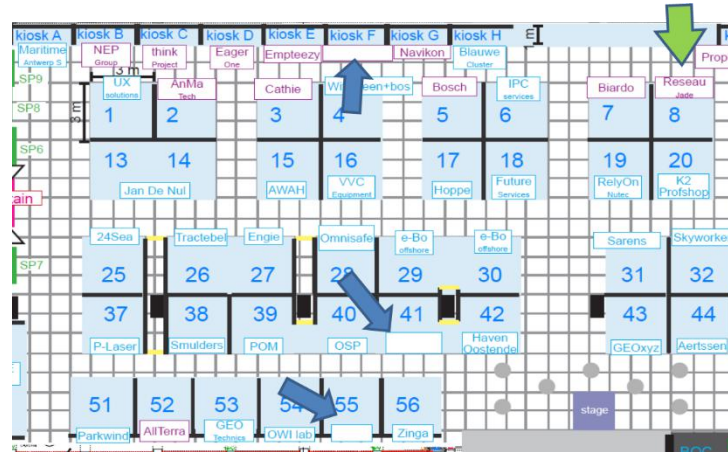 kiosk A kiosk B kiosk C kiosk D kiosk E kiosk F kiosk G kiosk H
Maritime
Antwerp S
NEP
Group
think
Project
Eager
One
Empteezy
Navikon
Blauwe
Cluster
m
Prop
SP9
SP8
SP6
ain
SP7
3 m
3 m
UX
solutions
AnMa
Tech
Cathie
een+bos
Bosch
IPC
services
Biardo
Reseau
Jade
1 2 3 4 5 6 7 8
13 14 15 16 17 18 19 20
Jan De Nul
AWAH
VVC
Equipment
Hoppe
Future
Services
RelyOn
Nutec
K2
Profshop
24Sea
Tractebel
Engie
Omnisafe
e-Bo
offshore
e-Bo
offshore
Sarens
Skyworke
25 26 27 28 29 30 31 32
37 38 39 40 41 42 43 44
P-Laser
Smulders
POM
OSP
Haven
Oostende
GEOxyz
Aertssen
51 52 53 54 55 56
Parkwind
AllTerra
GEO
Technics
OWI lab
Zinga
stage